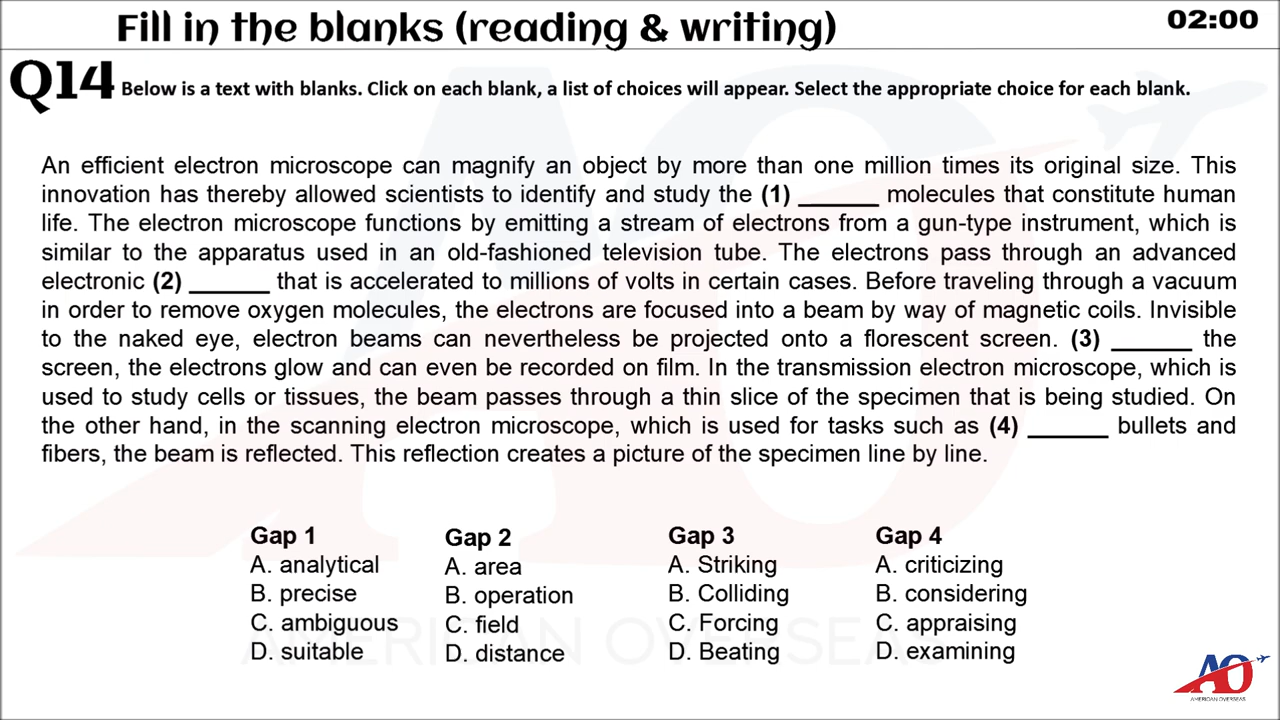 Fill in the blanks (reading & writing)
02:00
Q14 Below is a text with blanks. Click on each blank, a list of choices will appear. Select the appropriate choice for each blank.
An efficient electron microscope can magnify an object by more than one million times its original size. This
innovation has thereby allowed scientists to identify and study the (1) ______ molecules that constitute human
life. The electron microscope functions by emitting a stream of electrons from a gun-type instrument, which is
similar to the apparatus used in an old-fashioned television tube. The electrons pass through an advanced
electronic (2) ______ that is accelerated to millions of volts in certain cases. Before traveling through a vacuum
in order to remove oxygen molecules, the electrons are focused into a beam by way of magnetic coils. Invisible
to the naked eye, electron beams can nevertheless be projected onto a florescent screen. (3) ______ the
screen, the electrons glow and can even be recorded on film. In the transmission electron microscope, which is
used to study cells or tissues, the beam passes through a thin slice of the specimen that is being studied. On
the other hand, in the scanning electron microscope, which is used for tasks such as (4) ______ bullets and
fibers, the beam is reflected. This reflection creates a picture of the specimen line by line.
Gap 1
A. analytical
B. precise
C. ambiguous
D. suitable
Gap 2
A. area
B. operation
C. field
D. distance
Gap 3
A. Striking
B. Colliding
C. Forcing
D. Beating
Gap 4
A. criticizing
B. considering
C. appraising
D. examining
AMERICAN OVERSEAS
AO
AMERICAN OVERSEAS